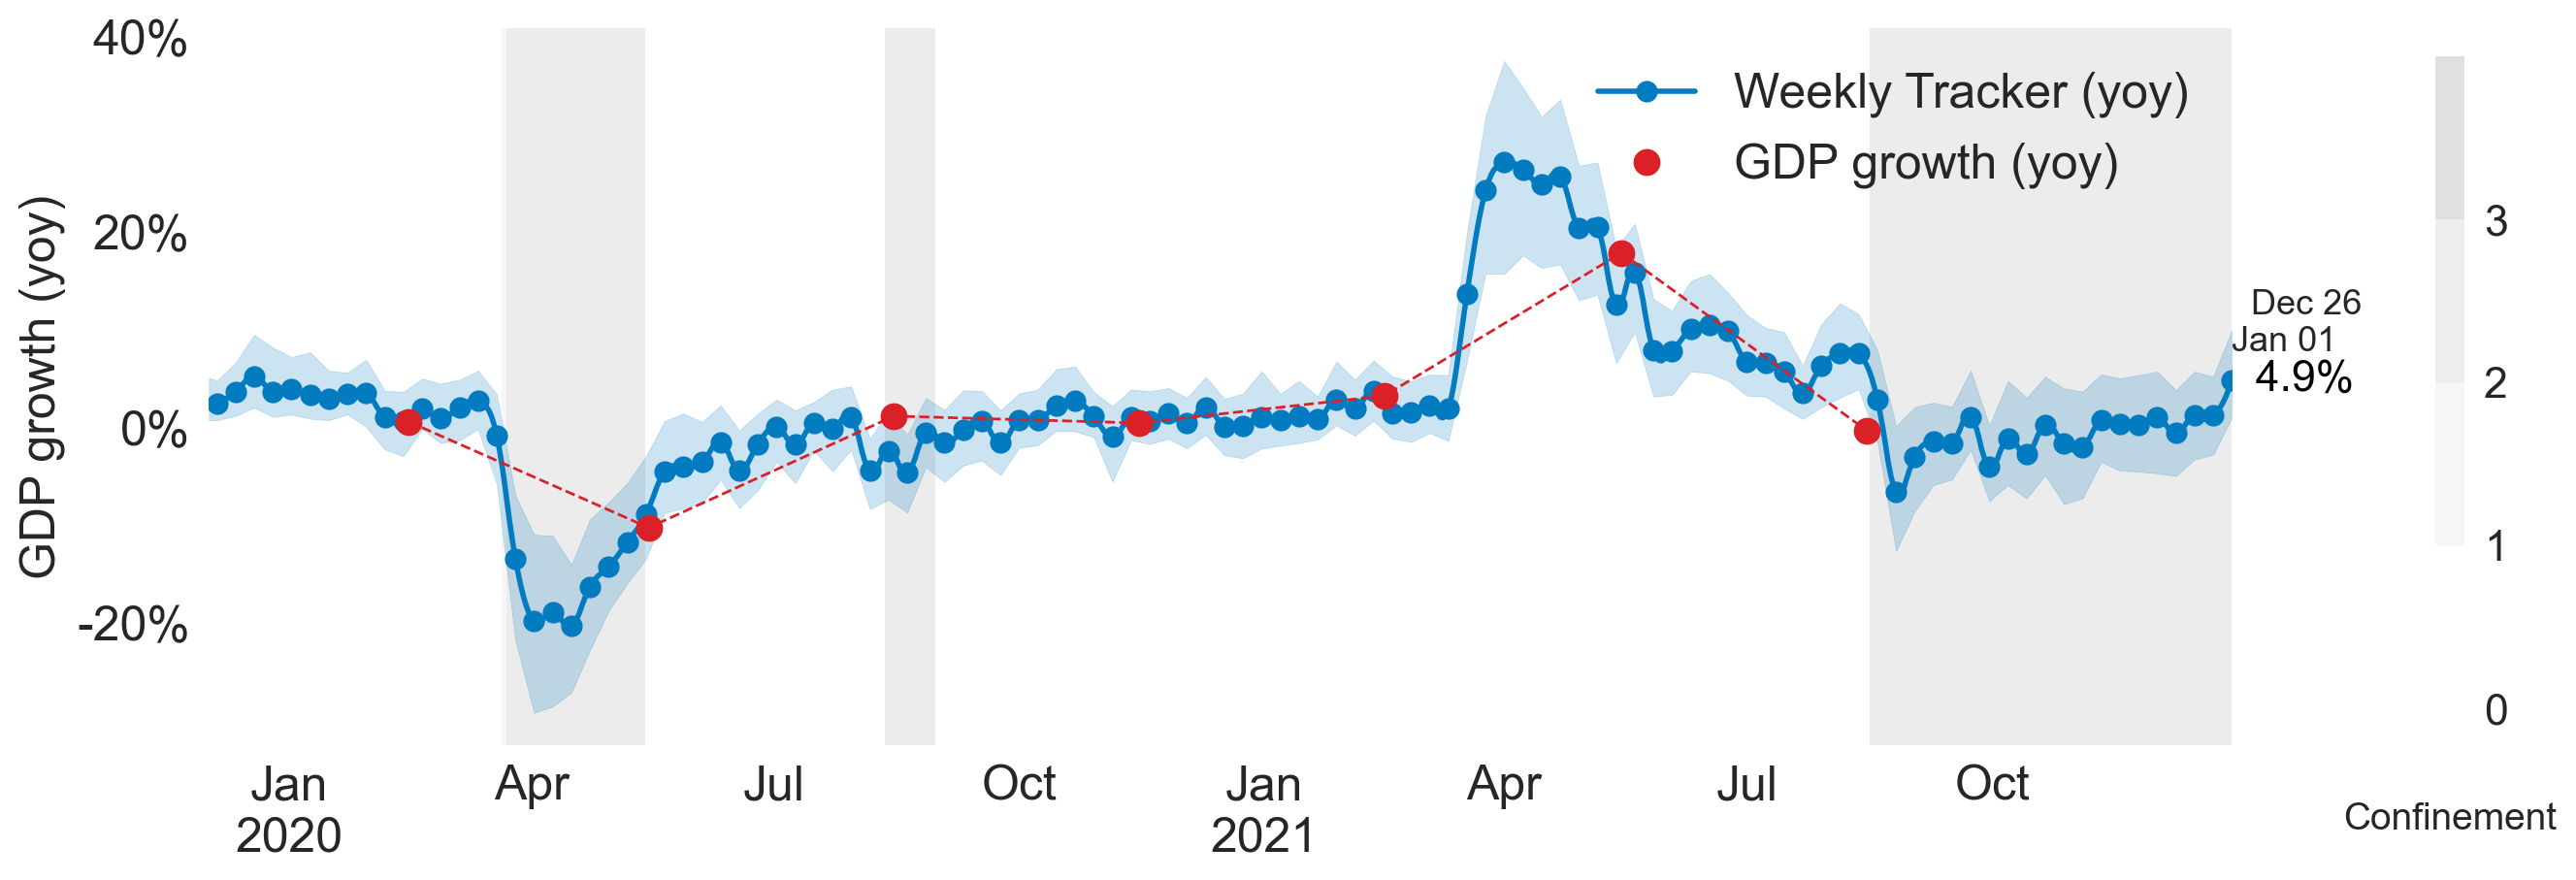 40%
20%
0%
-20%
GDP growth (yoy)
Weekly Tracker (yoy)
GDP growth (yoy)
Dec 26
Jan 01
4.9%
3
2
1
0
Confinement
Jan
2020
Apr
Jul
Oct
Jan
2021
Apr
Jul
Oct